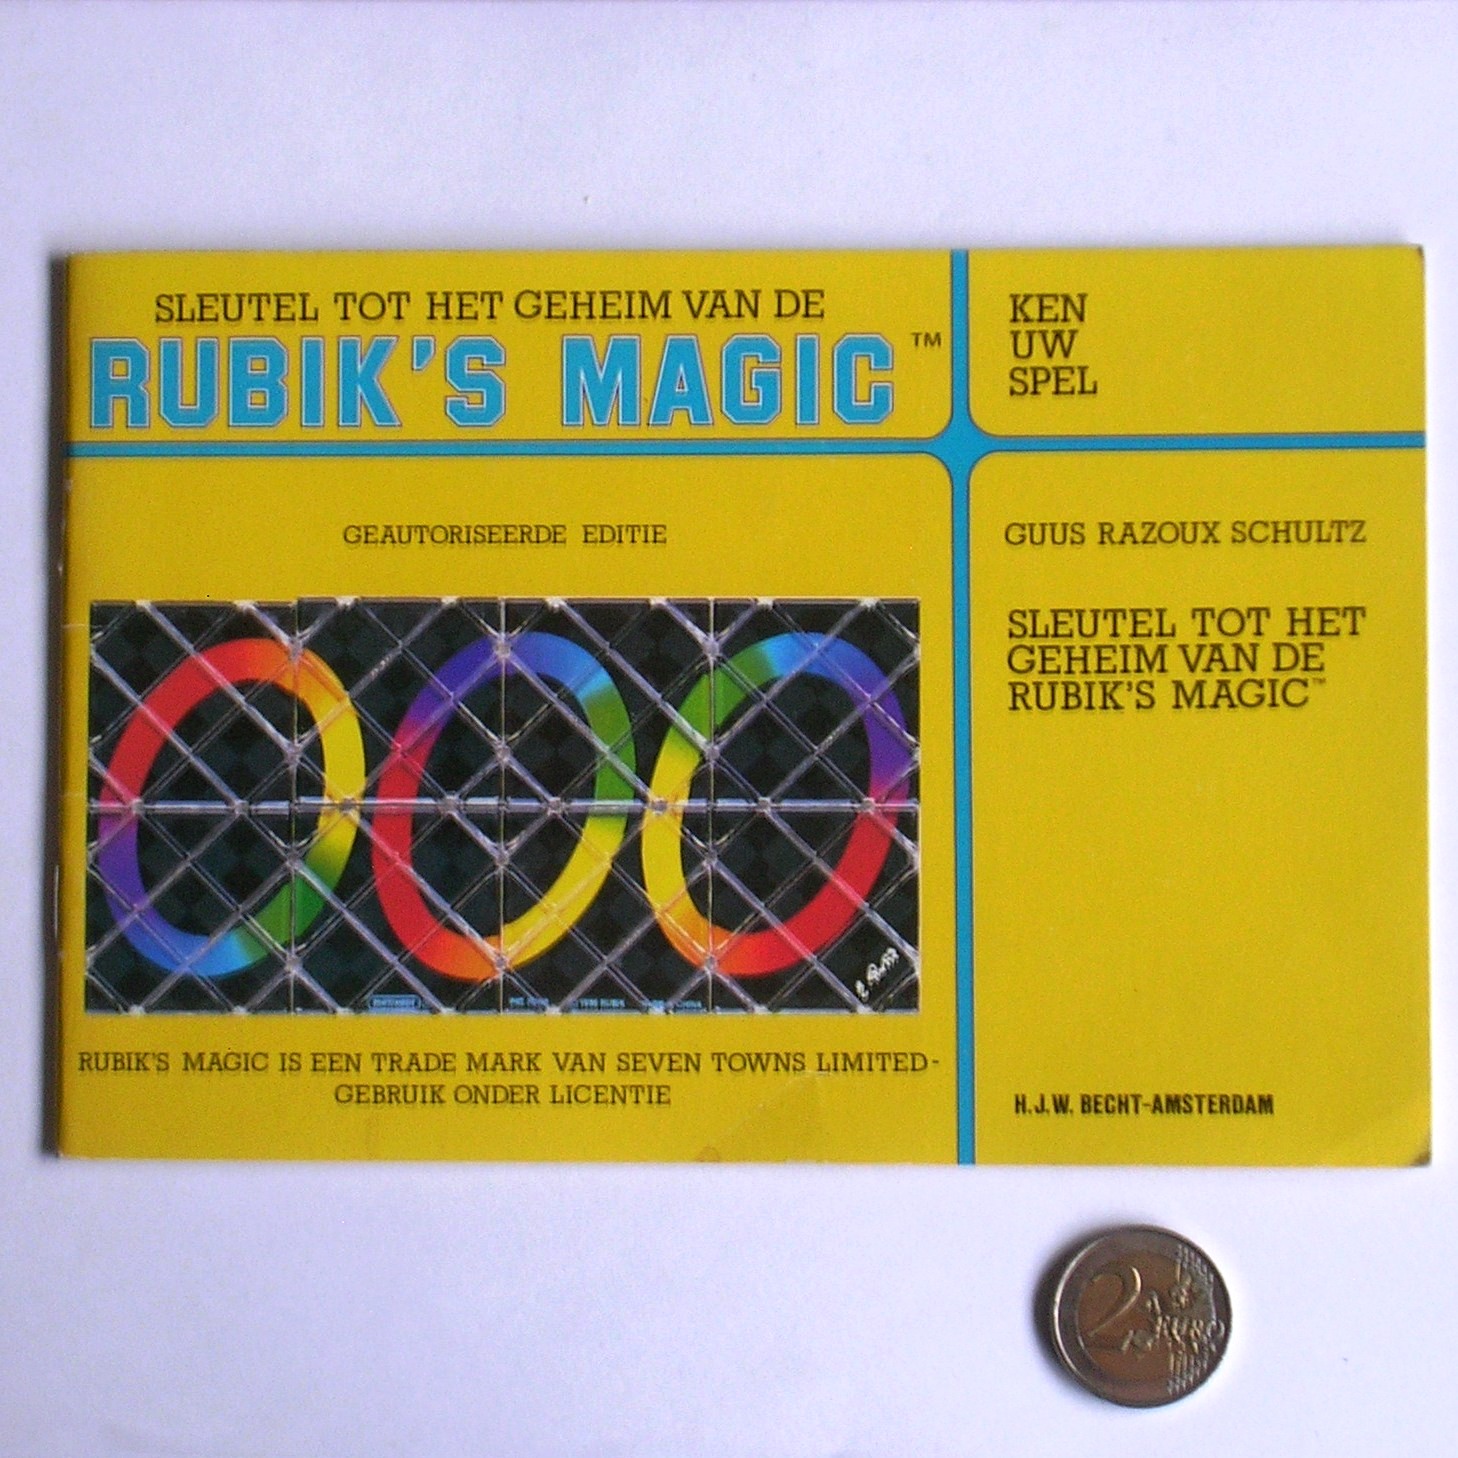 SLEUTEL TOT HET GEHEIM VAN DE
RUBIK'S MAGIC™
GEAUTORISEERDE EDITIE
RUBIK'S MAGIC IS EEN TRADE MARK VAN SEVEN TOWNS LIMITED-
GEBRUIK ONDER LICENTIE
KEN
UW
SPEL
GUUS RAZOUX SCHULTZ
SLEUTEL TOT HET
GEHEIM VAN DE
RUBIK'S MAGIC™
H.J.W. BECHT-AMSTERDAM
2
EURO